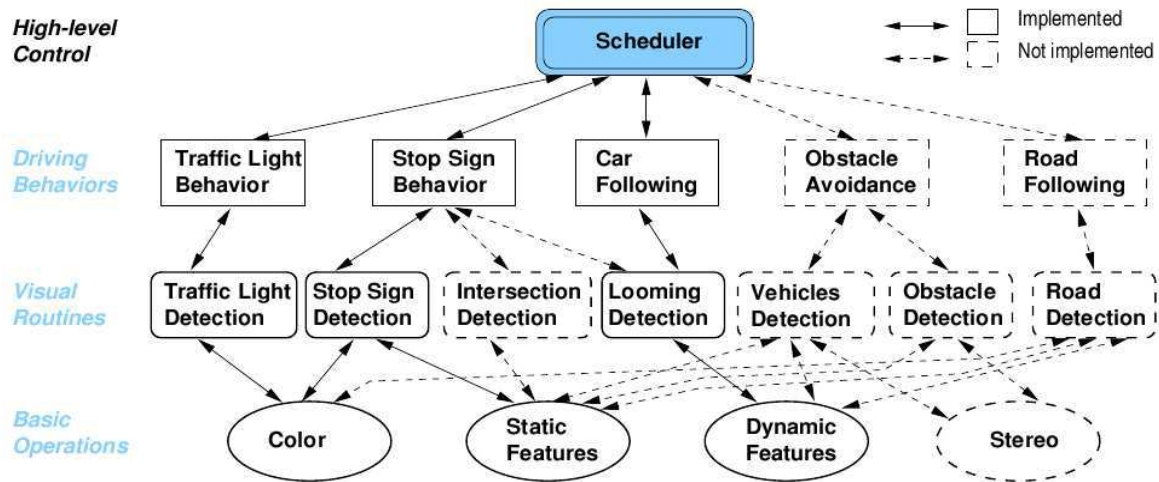 High-level
Control
Scheduler
Implemented
Not implemented
Driving
Behaviors
Traffic Light
Behavior
Stop Sign
Behavior
Car
Following
Obstacle
Avoidance
Road
Following
Visual
Routines
Traffic Light
Detection
Stop Sign
Detection
Intersection
Detection
Looming
Detection
Vehicles
Detection
Obstacle
Detection
Road
Detection
Basic
Operations
Color
Static
Features
Dynamic
Features
Stereo